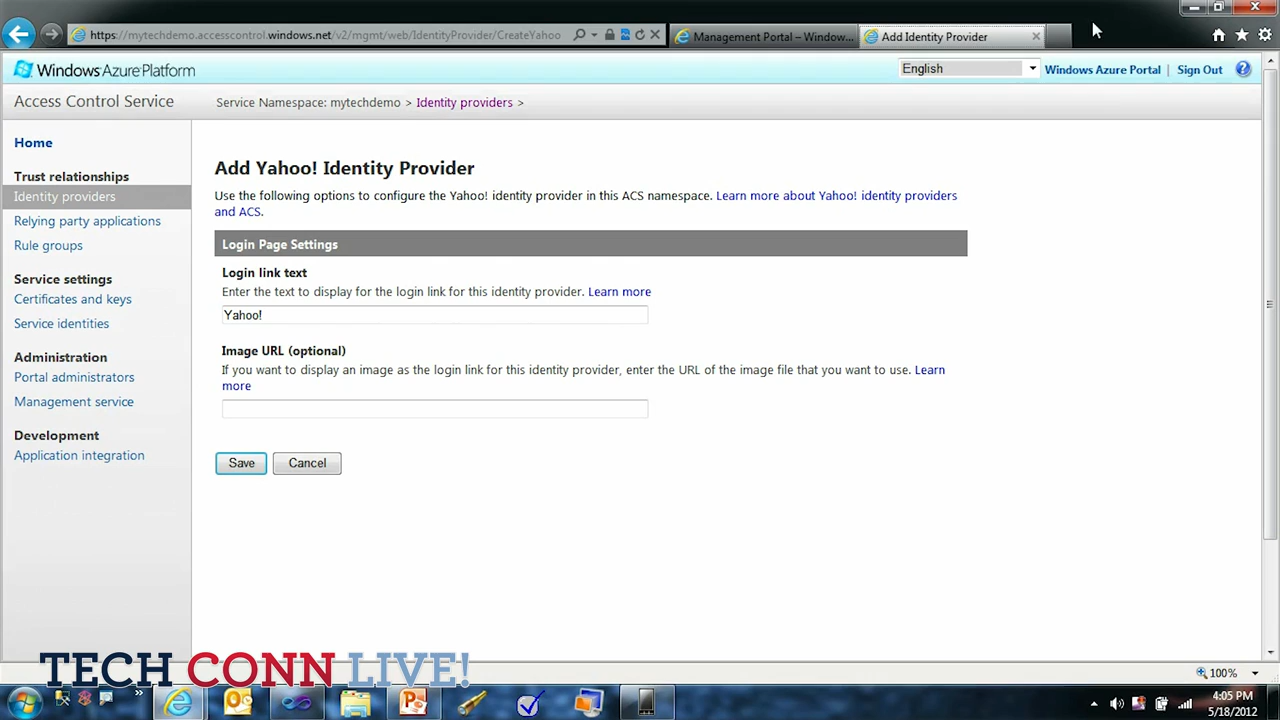 https://mytechdemo.accesscontrol.windows.net/v2/mgmt/web/IdentityProvider/CreateYahoo
Management Portal – Window...
Add Identity Provider
Windows Azure Platform
English
Windows Azure Portal | Sign Out
Access Control Service
Service Namespace: mytechdemo > Identity providers >
Home
Trust relationships
Identity providers
Relying party applications
Rule groups
Service settings
Certificates and keys
Service identities
Administration
Portal administrators
Management service
Development
Application integration
Add Yahoo! Identity Provider
Use the following options to configure the Yahoo! identity provider in this ACS namespace. Learn more about Yahoo! identity providers
and ACS.
Login Page Settings
Login link text
Enter the text to display for the login link for this identity provider. Learn more
Yahoo!
Image URL (optional)
If you want to display an image as the login link for this identity provider, enter the URL of the image file that you want to use. Learn
more
Save
Cancel
TECH CONN LIVE!
100%
4:05 PM
5/18/2012